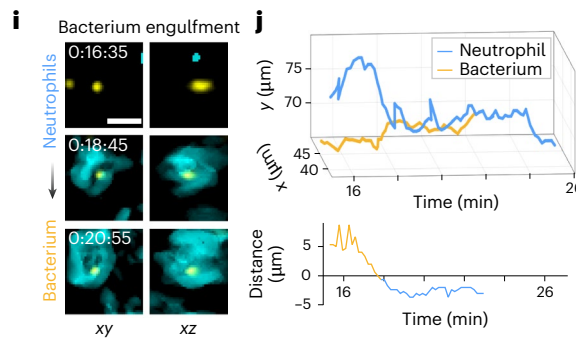 i
Bacterium engulfment
Neutrophils
Bacterium
0:16:35
0:18:45
0:20:55
xy
xz
j
Neutrophil
Bacterium
y (μm)
75
70
x (μm)
45
40
16
20
Time (min)
Distance
(μm)
5
0
−5
16
26
Time (min)